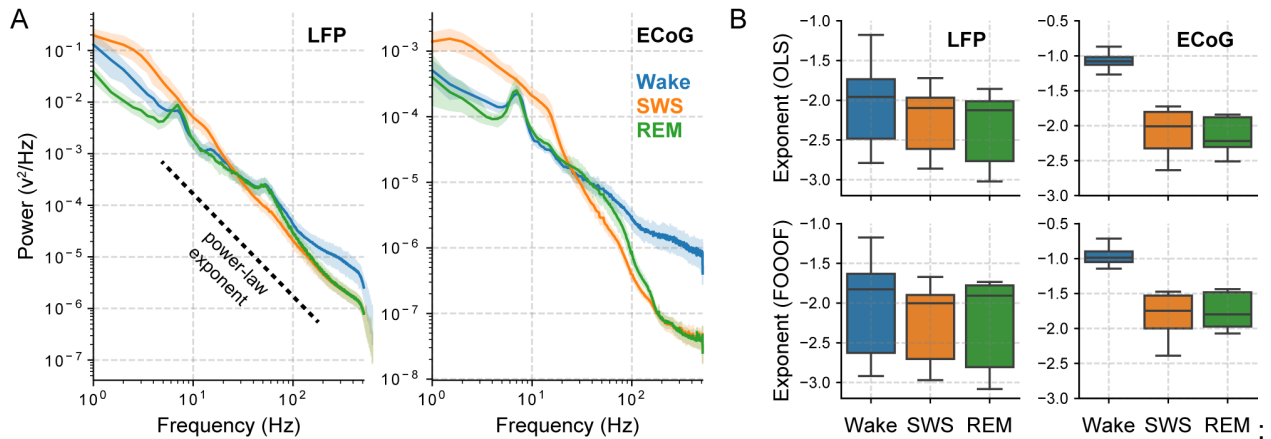 A
LFP
Power (v²/Hz)
10⁻¹
10⁻²
10⁻³
10⁻⁴
10⁻⁵
10⁻⁶
10⁻⁷
power-law
exponent
10⁰ 10¹ 10²
Frequency (Hz)
ECoG
Wake
SWS
REM
10⁻³
10⁻⁴
10⁻⁵
10⁻⁶
10⁻⁷
10⁻⁸
10⁰ 10¹ 10²
Frequency (Hz)
B
LFP
Exponent (OLS)
−1.0
−1.5
−2.0
−2.5
−3.0
ECoG
−0.5
−1.0
−1.5
−2.0
−2.5
−3.0
Exponent (FOOOF)
−1.0
−1.5
−2.0
−2.5
−3.0
Wake SWS REM
−0.5
−1.0
−1.5
−2.0
−2.5
−3.0
Wake SWS REM :